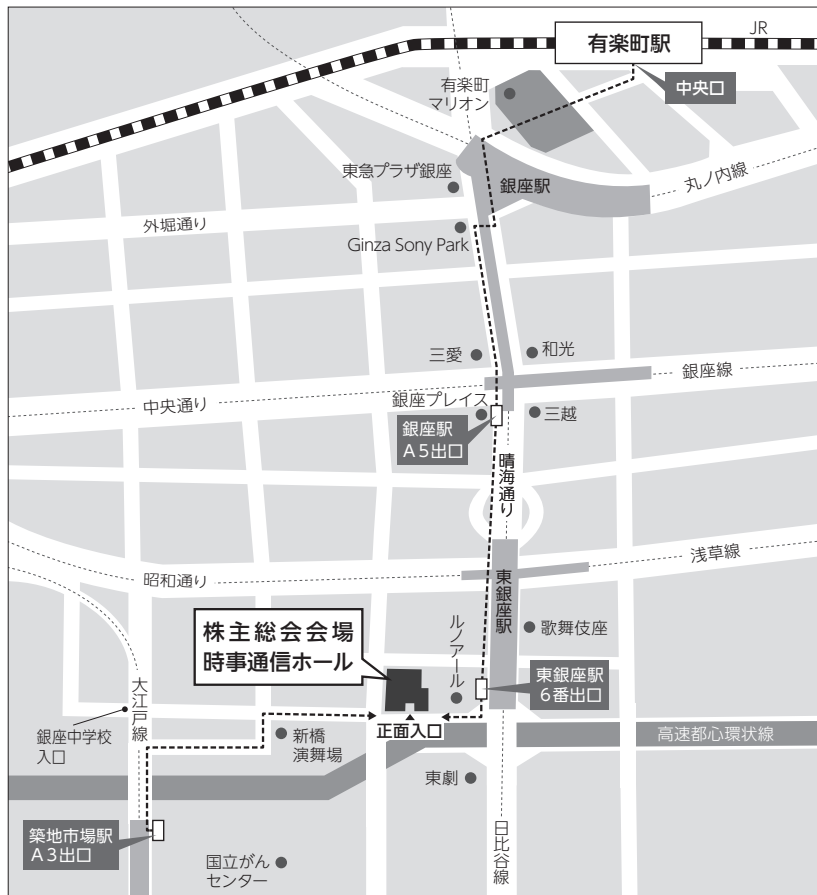 JR
有楽町駅
中央口
有楽町
マリオン
東急プラザ銀座
銀座駅
丸ノ内線
外堀通り
Ginza Sony Park
三愛
和光
銀座線
中央通り
銀座プレイス
三越
銀座駅
A5出口
晴海通り
浅草線
昭和通り
東銀座駅
株主総会会場
時事通信ホール
ルノアール
歌舞伎座
東銀座駅
6番出口
大江戸線
銀座中学校
入口
正面入口
新橋
演舞場
高速都心環状線
東劇
築地市場駅
A3出口
国立がん
センター
日比谷線